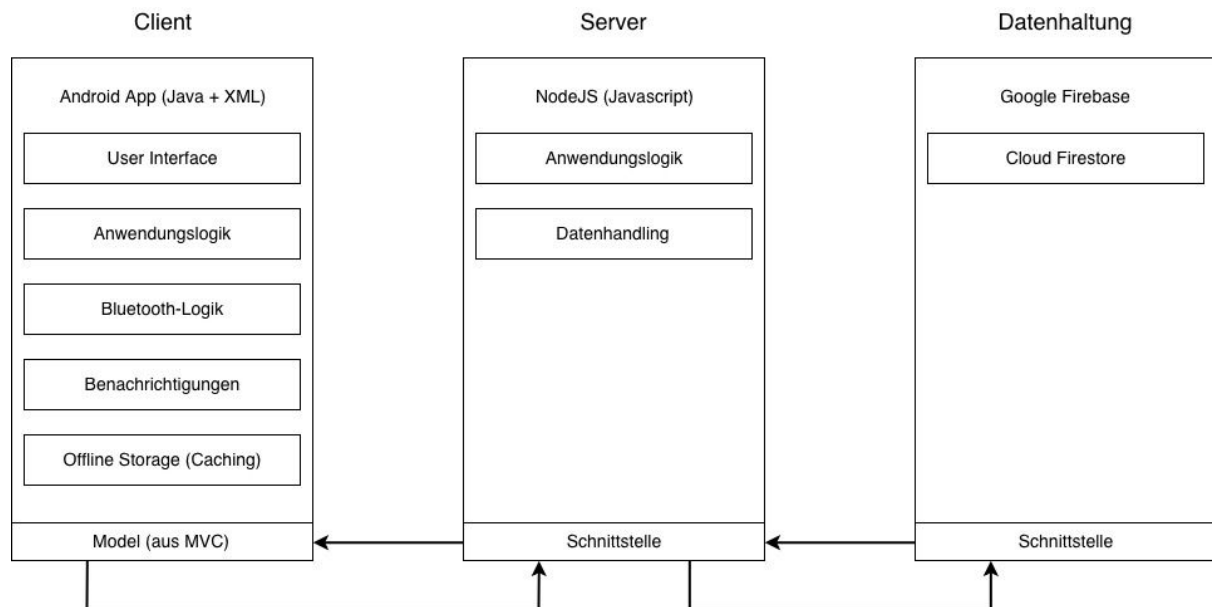 Client
Server
Datenhaltung
Android App (Java + XML)
User Interface
Anwendungslogik
Bluetooth-Logik
Benachrichtigungen
Offline Storage (Caching)
Model (aus MVC)
NodeJS (Javascript)
Anwendungslogik
Datenhandling
Schnittstelle
Google Firebase
Cloud Firestore
Schnittstelle